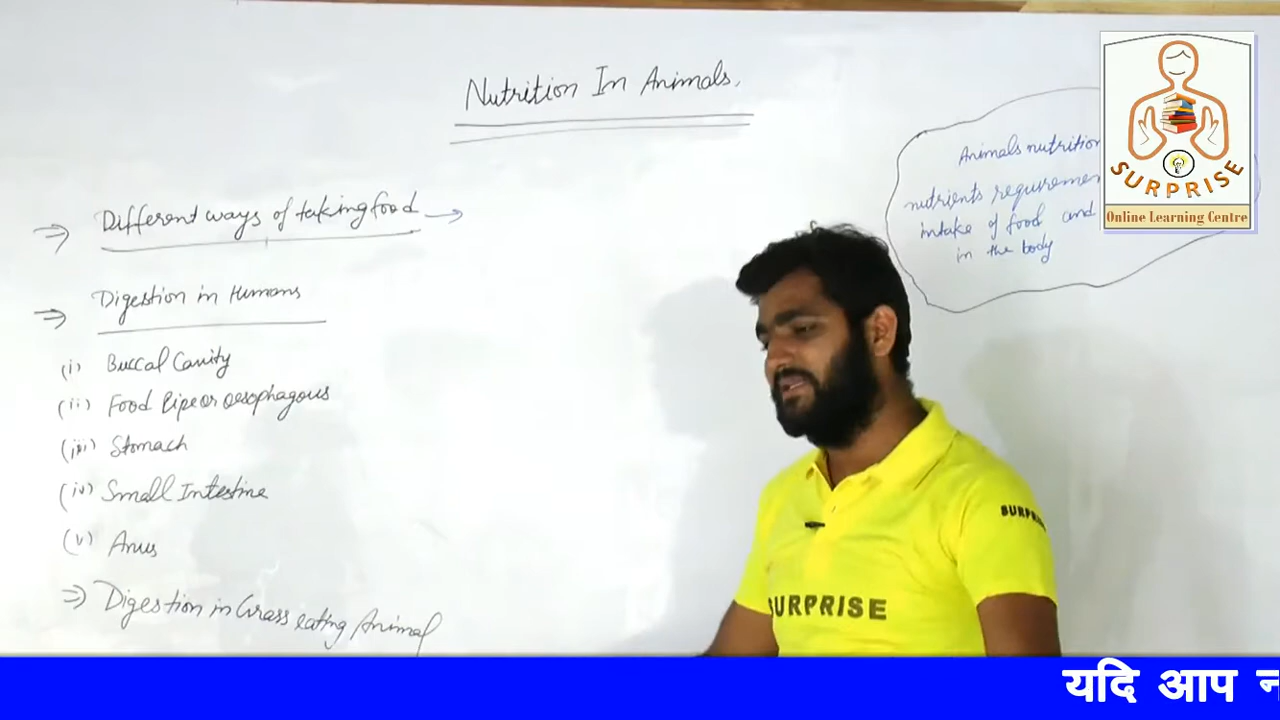 Nutrition In Animals.
⇒ Different ways of taking food →
⇒ Digestion in Humans
(i) Buccal Cavity
(ii) Food Pipe or oesophagous
(iii) Stomach
(iv) Small Intestine
(v) Anus
⇒ Digestion in Grass eating Animal
Animals nutrition
nutrients
intake of food and
in the body
SURPRISE
Online Learning Centre
SURPRISE
यदि आप